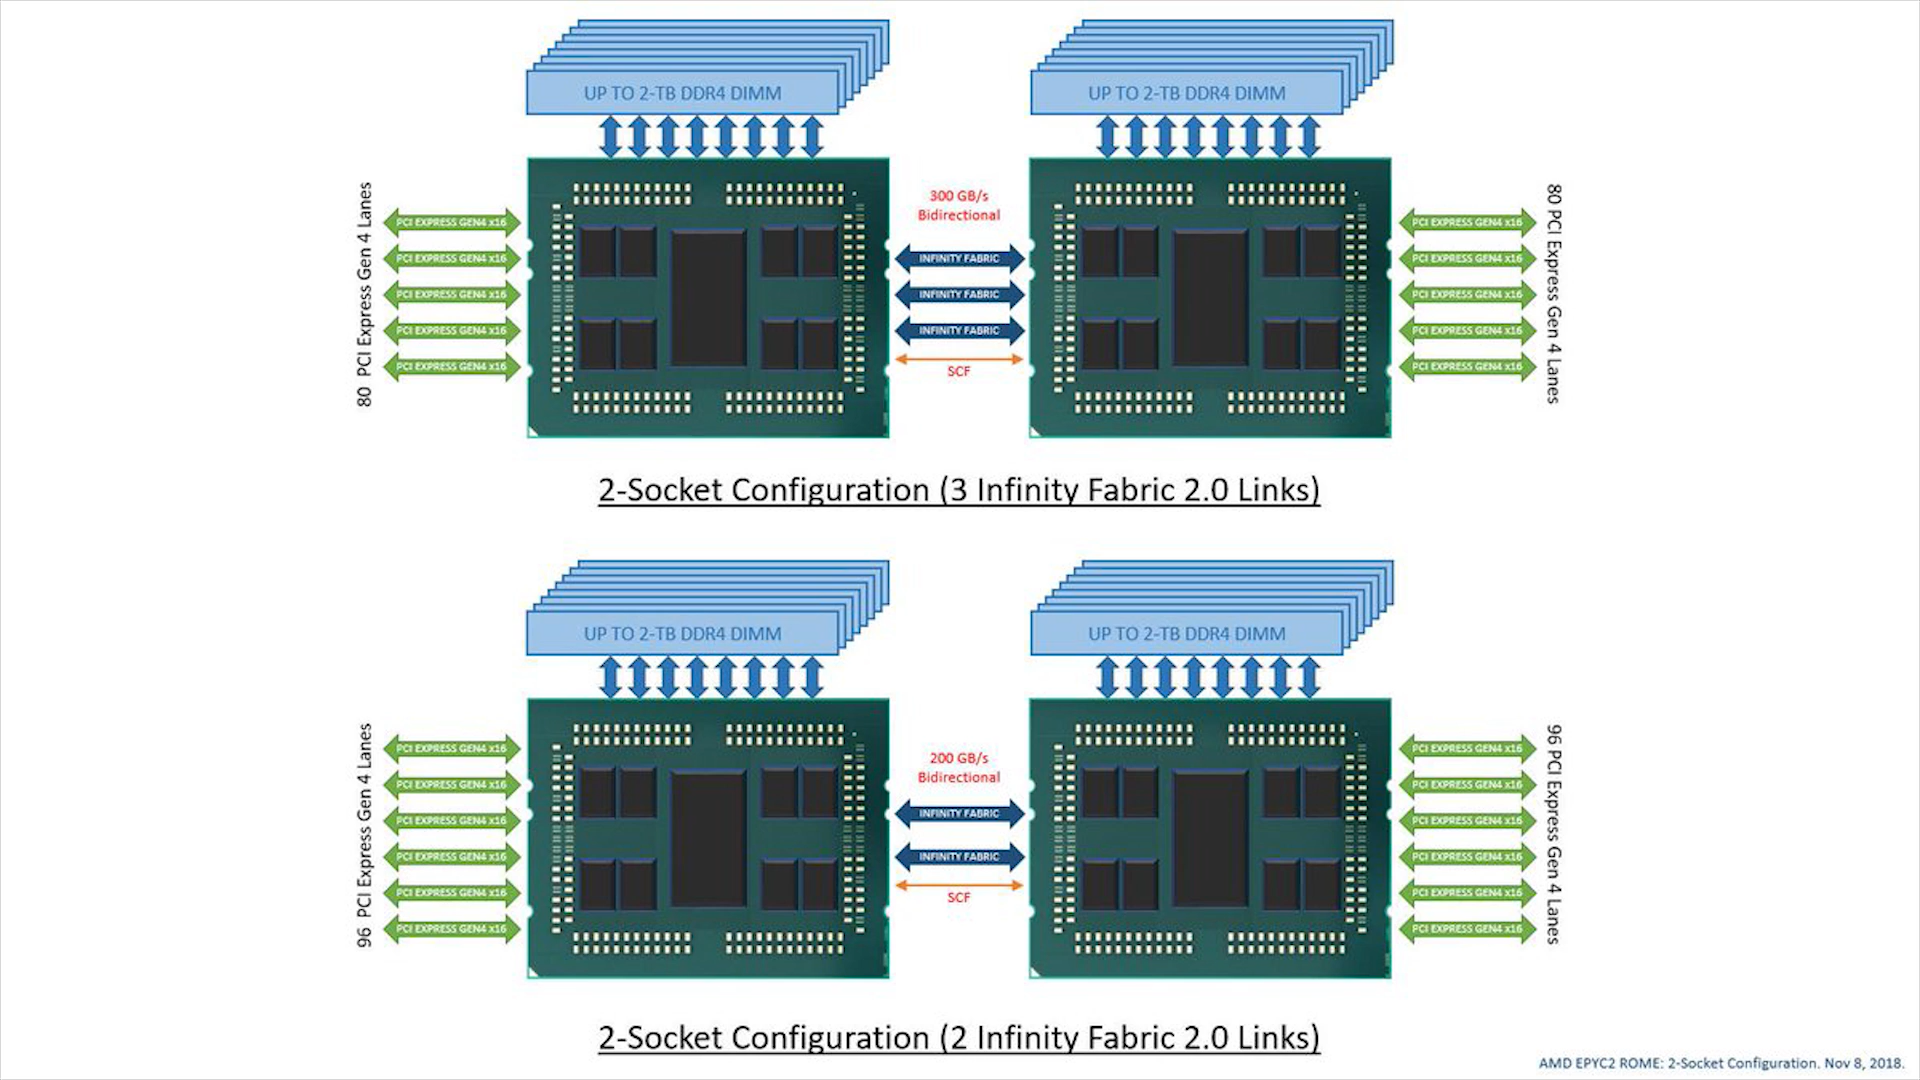 UP TO 2-TB DDR4 DIMM
UP TO 2-TB DDR4 DIMM
80 PCI Express Gen 4 Lanes
PCI EXPRESS GEN4 x16
PCI EXPRESS GEN4 x16
PCI EXPRESS GEN4 x16
PCI EXPRESS GEN4 x16
PCI EXPRESS GEN4 x16
300 GB/s
Bidirectional
INFINITY FABRIC
INFINITY FABRIC
INFINITY FABRIC
SCF
PCI EXPRESS GEN4 x16
PCI EXPRESS GEN4 x16
PCI EXPRESS GEN4 x16
PCI EXPRESS GEN4 x16
PCI EXPRESS GEN4 x16
80 PCI Express Gen 4 Lanes
2-Socket Configuration (3 Infinity Fabric 2.0 Links)
UP TO 2-TB DDR4 DIMM
UP TO 2-TB DDR4 DIMM
96 PCI Express Gen 4 Lanes
PCI EXPRESS GEN4 x16
PCI EXPRESS GEN4 x16
PCI EXPRESS GEN4 x16
PCI EXPRESS GEN4 x16
PCI EXPRESS GEN4 x16
PCI EXPRESS GEN4 x16
200 GB/s
Bidirectional
INFINITY FABRIC
INFINITY FABRIC
SCF
PCI EXPRESS GEN4 x16
PCI EXPRESS GEN4 x16
PCI EXPRESS GEN4 x16
PCI EXPRESS GEN4 x16
PCI EXPRESS GEN4 x16
PCI EXPRESS GEN4 x16
96 PCI Express Gen 4 Lanes
2-Socket Configuration (2 Infinity Fabric 2.0 Links)
AMD EPYC2 ROME: 2-Socket Configuration. Nov 8, 2018.